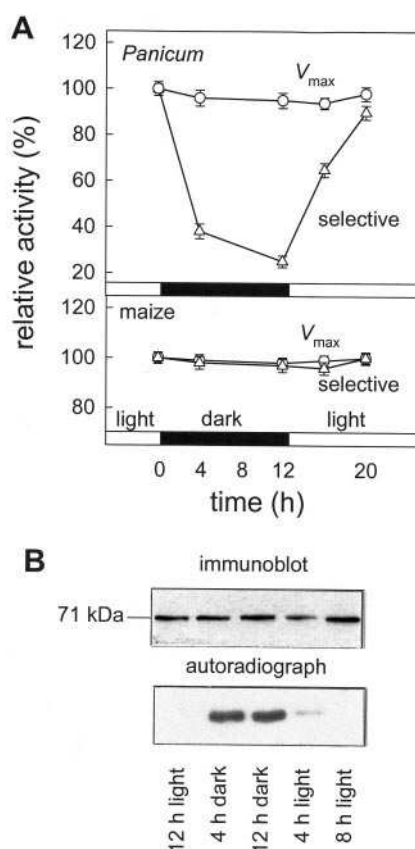 A
120
Panicum
Vmax
100
80
60
40
selective
20
relative activity (%)
maize
120
Vmax
100
selective
80
light dark light
0 4 8 12 20
time (h)
B
immunoblot
71 kDa
autoradiograph
12 h light
4 h dark
12 h dark
4 h light
8 h light